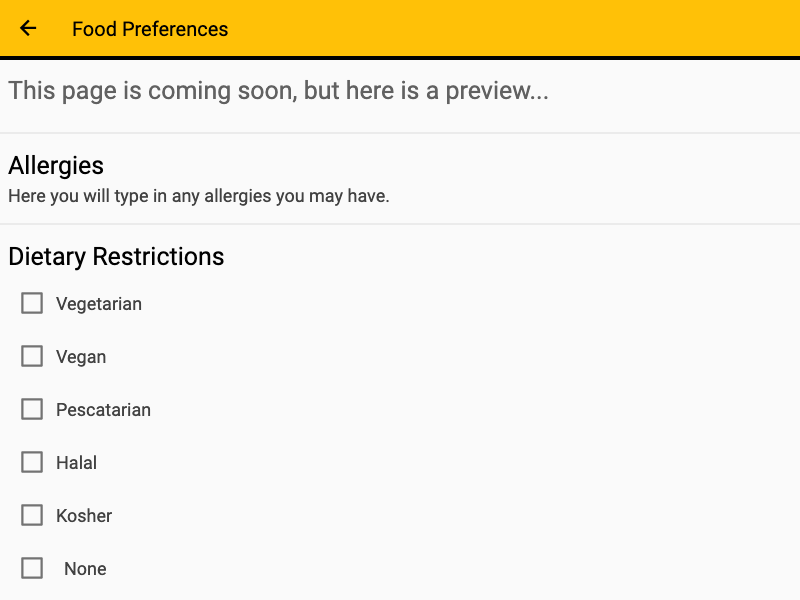 Food Preferences
This page is coming soon, but here is a preview...
Allergies
Here you will type in any allergies you may have.
Dietary Restrictions
Vegetarian
Vegan
Pescatarian
Halal
Kosher
None